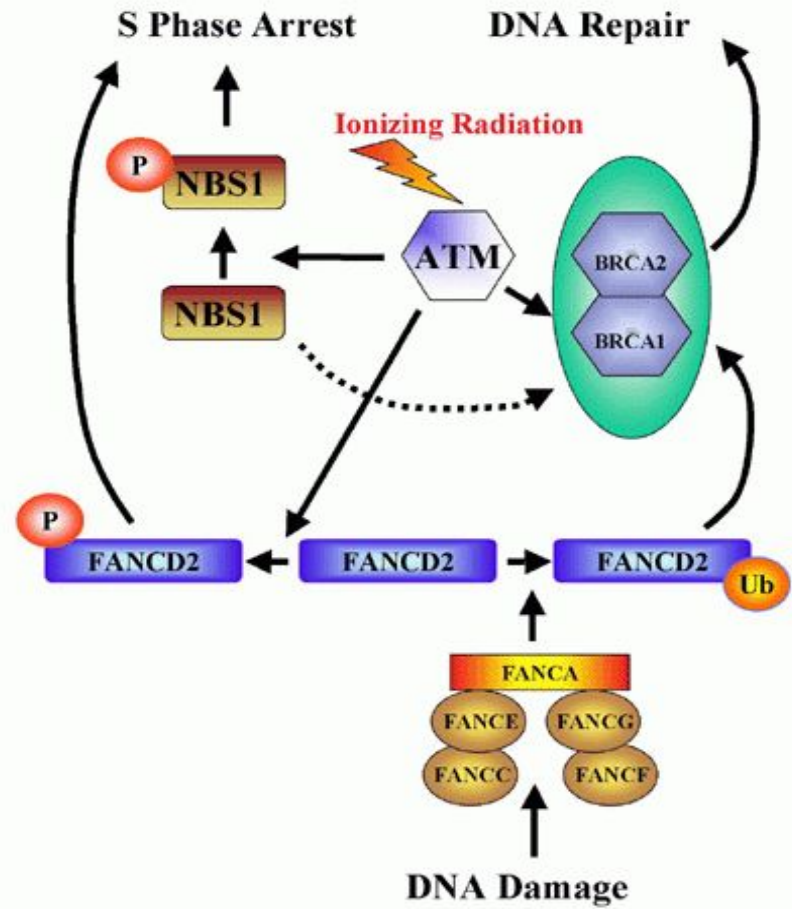 S Phase Arrest
DNA Repair
Ionizing Radiation
P
NBS1
ATM
BRCA2
NBS1
BRCA1
P
FANCD2
FANCD2
FANCD2
Ub
FANCA
FANCE
FANCG
FANCC
FANCF
DNA Damage